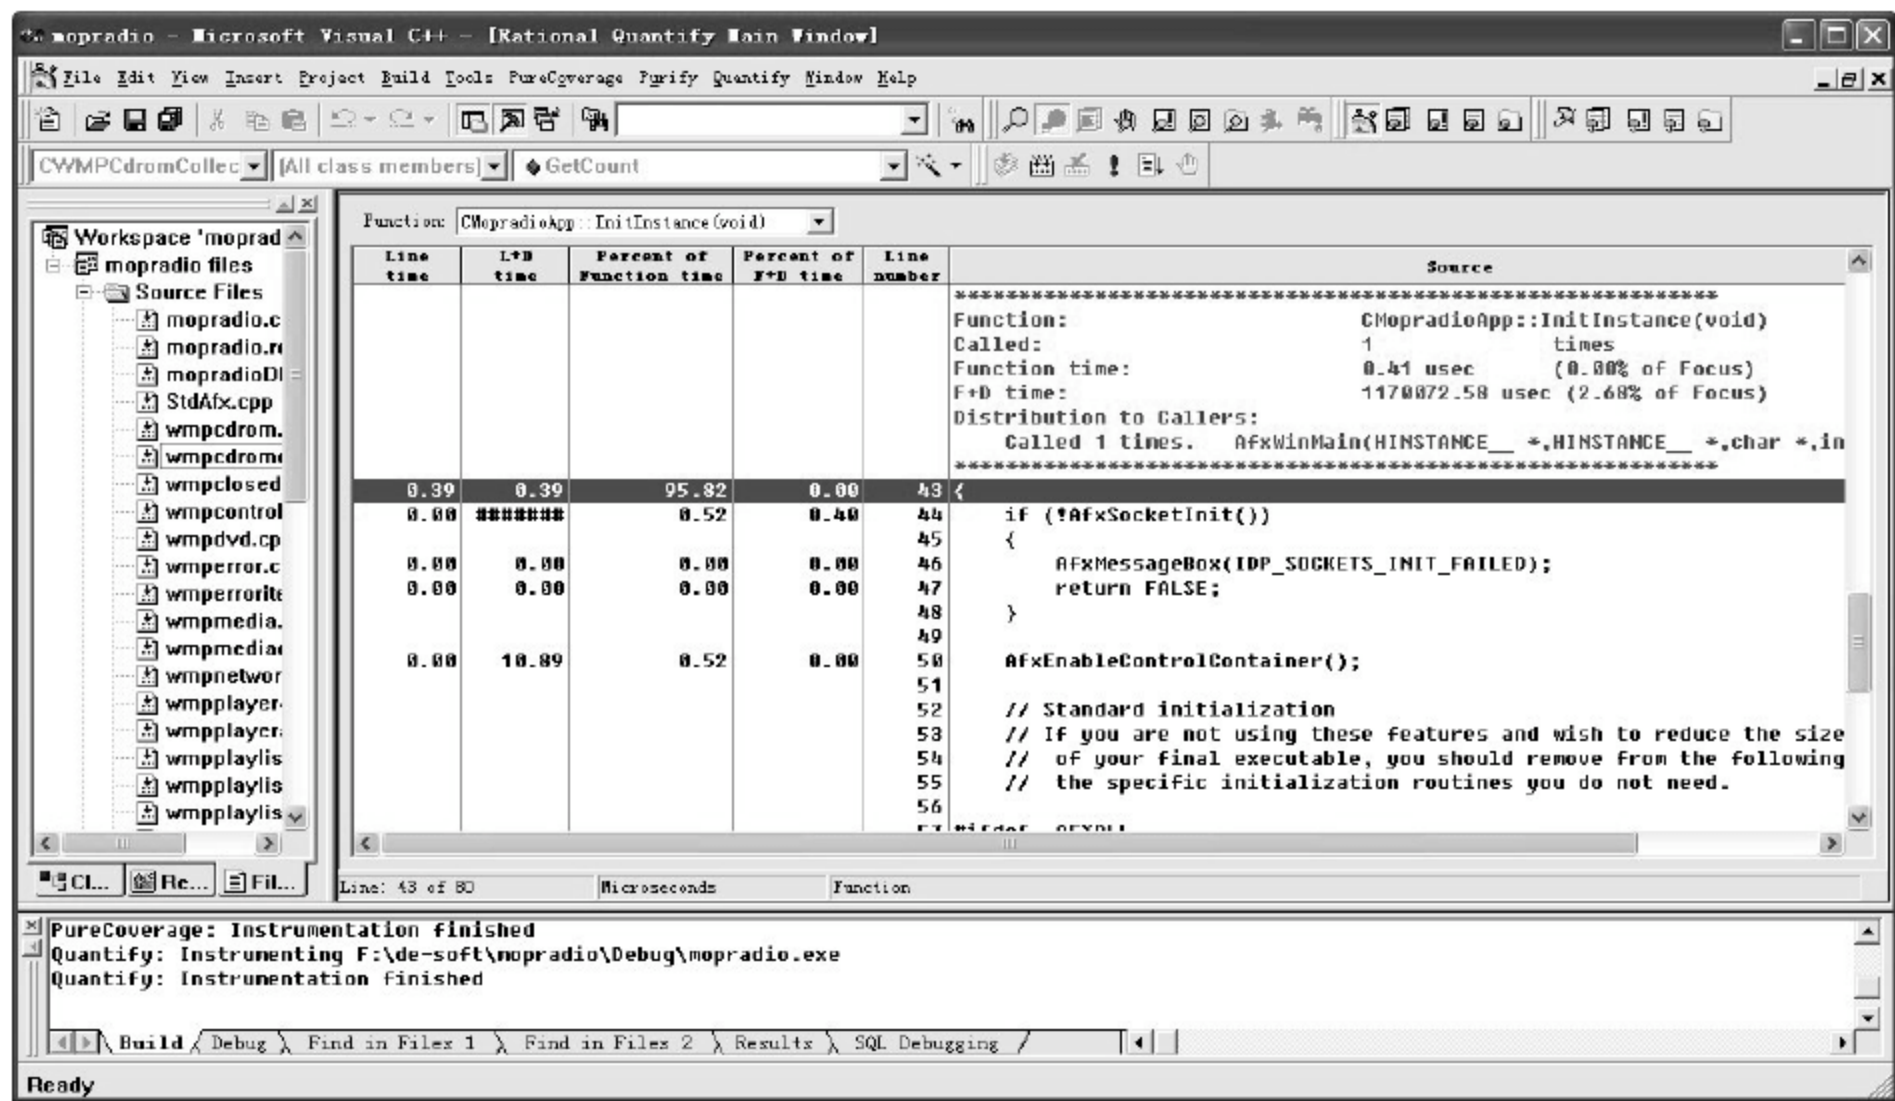 mopradio - Microsoft Visual C++ - [Rational Quantify Main Window]
File Edit View Insert Project Build Tools PureCoverage Purify Quantify Window Help
CWMPCdromCollec [All class members] GetCount
Workspace 'moprad
mopradio files
Source Files
mopradio.c
mopradio.r
mopradioDl
StdAfx.cpp
wmpcdrom.
wmpcdrom
wmpclosed
wmpcontrol
wmpdvd.cp
wmperror.c
wmperrorite
wmpmedia.
wmpmedia
wmpnetwor
wmpplayer
wmpplaycr
wmpplaylis
wmpplaylis
wmpplaylis
Cl... Re... Fil...
Function: CMopradioApp::InitInstance(void)
Line time L+D time Percent of Function time Percent of F+D time Line number Source
************************************************************
Function: CMopradioApp::InitInstance(void)
Called: 1 times
Function time: 0.41 usec (0.00% of Focus)
F+D time: 1170072.58 usec (2.68% of Focus)
Distribution to Callers:
Called 1 times. AfxWinMain(HINSTANCE__ *,HINSTANCE__ *,char *,in
************************************************************
0.39 0.39 95.82 0.00 43 {
0.00 ####### 0.52 0.40 44 if (!AfxSocketInit())
45 {
0.00 0.00 0.00 0.00 46 AfxMessageBox(IDP_SOCKETS_INIT_FAILED);
0.00 0.00 0.00 0.00 47 return FALSE;
48 }
49
0.00 10.89 0.52 0.00 50 AfxEnableControlContainer();
51
52 // Standard initialization
53 // If you are not using these features and wish to reduce the size
54 // of your final executable, you should remove from the following
55 // the specific initialization routines you do not need.
56
57 #ifdef _AFXDLL
Line: 43 of 80 Microseconds Function
PureCoverage: Instrumentation finished
Quantify: Instrumenting F:\de-soft\mopradio\Debug\mopradio.exe
Quantify: Instrumentation finished
Build Debug Find in Files 1 Find in Files 2 Results SQL Debugging
Ready